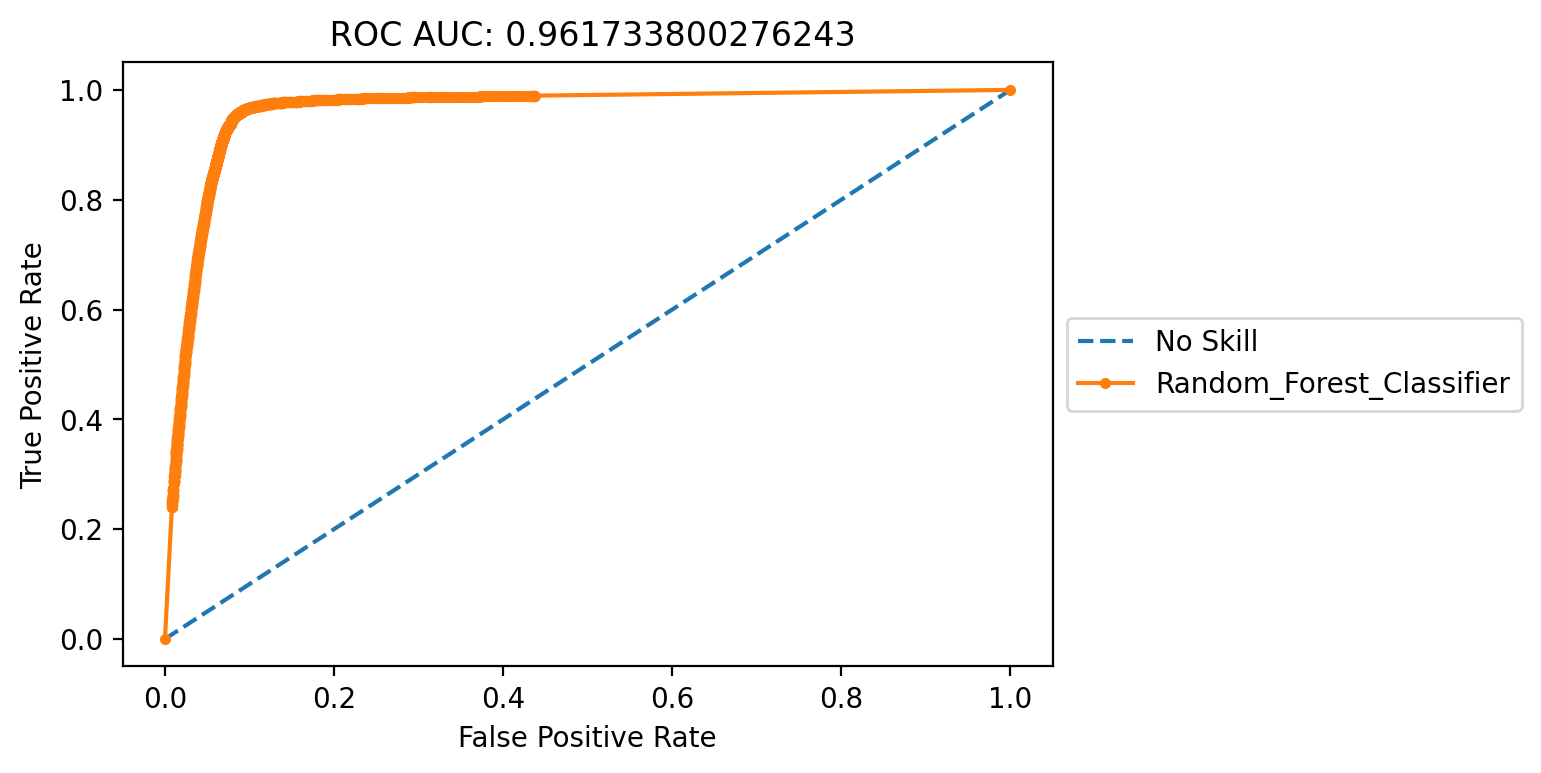 ROC AUC: 0.961733800276243
True Positive Rate
1.0
0.8
0.6
0.4
0.2
0.0
0.0 0.2 0.4 0.6 0.8 1.0
False Positive Rate
No Skill
Random_Forest_Classifier